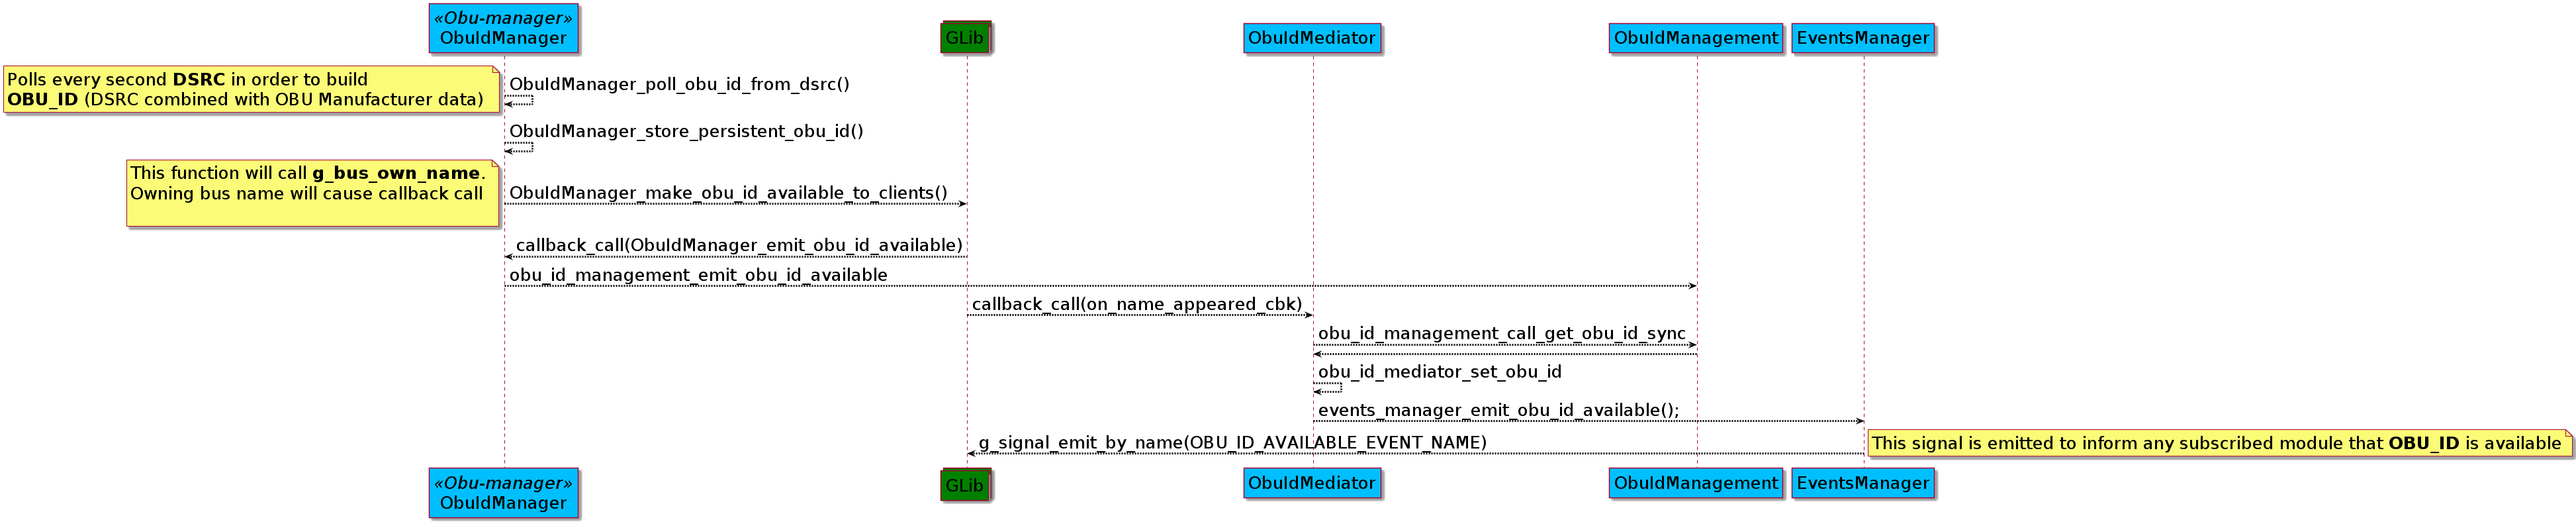 «Obu-manager»
ObuIdManager
GLib
ObuIdMediator
ObuIdManagement
EventsManager
Polls every second DSRC in order to build
OBU_ID (DSRC combined with OBU Manufacturer data)
ObuIdManager_poll_obu_id_from_dsrc()
ObuIdManager_store_persistent_obu_id()
This function will call g_bus_own_name.
Owning bus name will cause callback call
ObuIdManager_make_obu_id_available_to_clients()
callback_call(ObuIdManager_emit_obu_id_available)
obu_id_management_emit_obu_id_available
callback_call(on_name_appeared_cbk)
obu_id_management_call_get_obu_id_sync
obu_id_mediator_set_obu_id
events_manager_emit_obu_id_available();
g_signal_emit_by_name(OBU_ID_AVAILABLE_EVENT_NAME)
This signal is emitted to inform any subscribed module that OBU_ID is available
«Obu-manager»
ObuIdManager
GLib
ObuIdMediator
ObuIdManagement
EventsManager